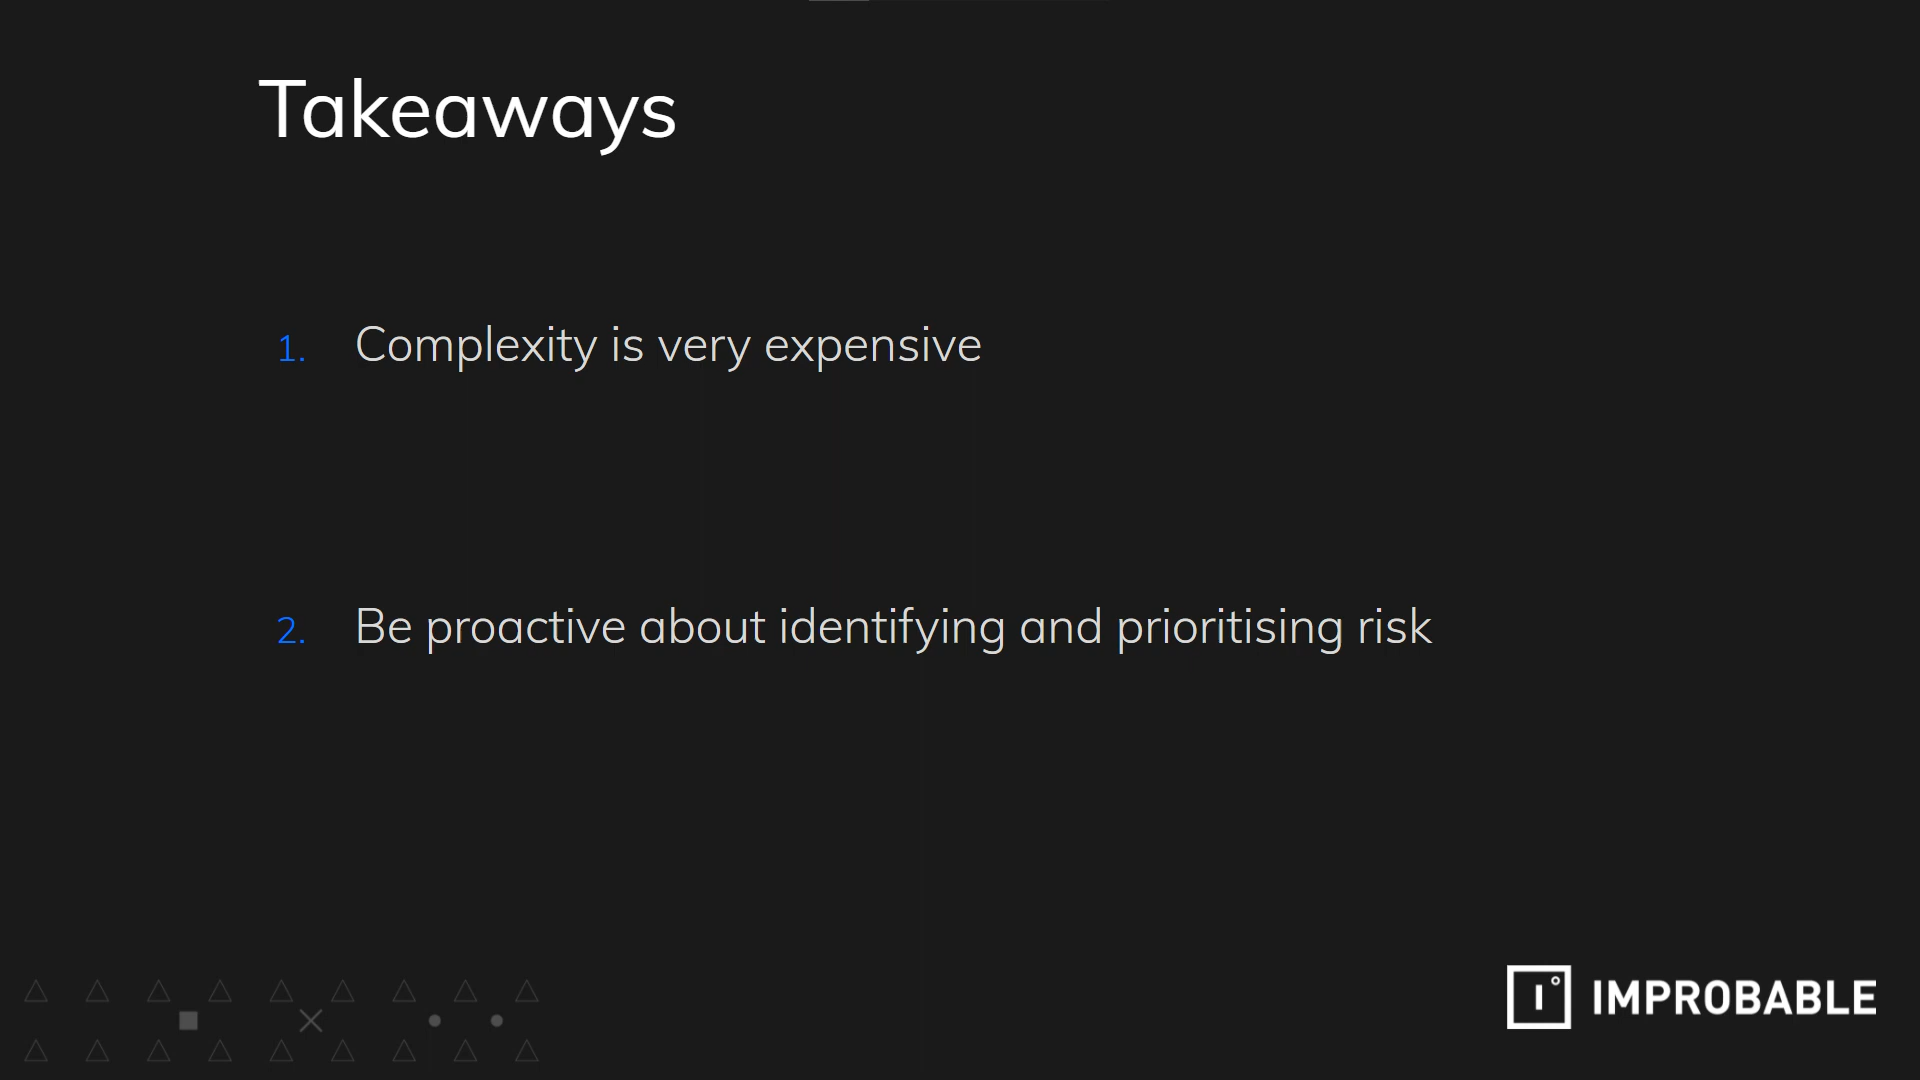 Takeaways
1. Complexity is very expensive
2. Be proactive about identifying and prioritising risk
IMPROBABLE